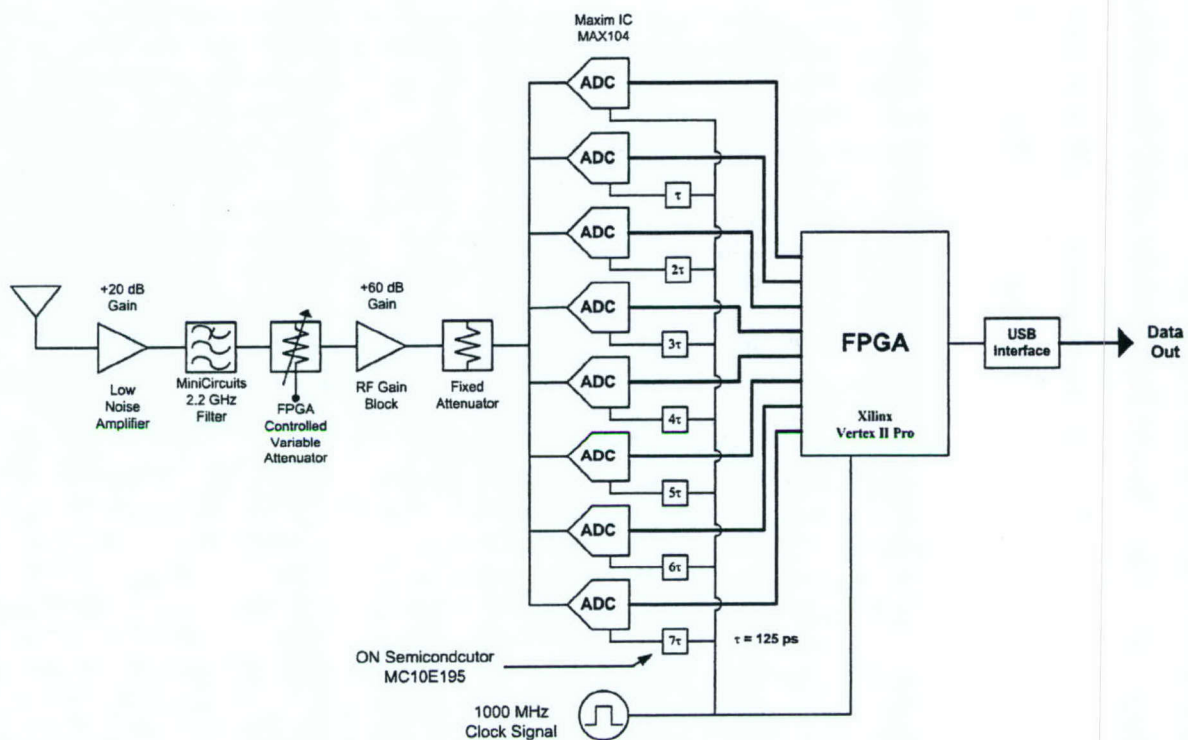 Maxim IC
MAX104
ADC
ADC
τ
ADC
2τ
ADC
3τ
ADC
4τ
ADC
5τ
ADC
6τ
ADC
7τ
τ = 125 ps
+20 dB
Gain
Low
Noise
Amplifier
MiniCircuits
2.2 GHz
Filter
FPGA
Controlled
Variable
Attenuator
+60 dB
Gain
RF Gain
Block
Fixed
Attenuator
FPGA
Xilinx
Vertex II Pro
USB
Interface
Data
Out
ON Semicondcutor
MC10E195
1000 MHz
Clock Signal